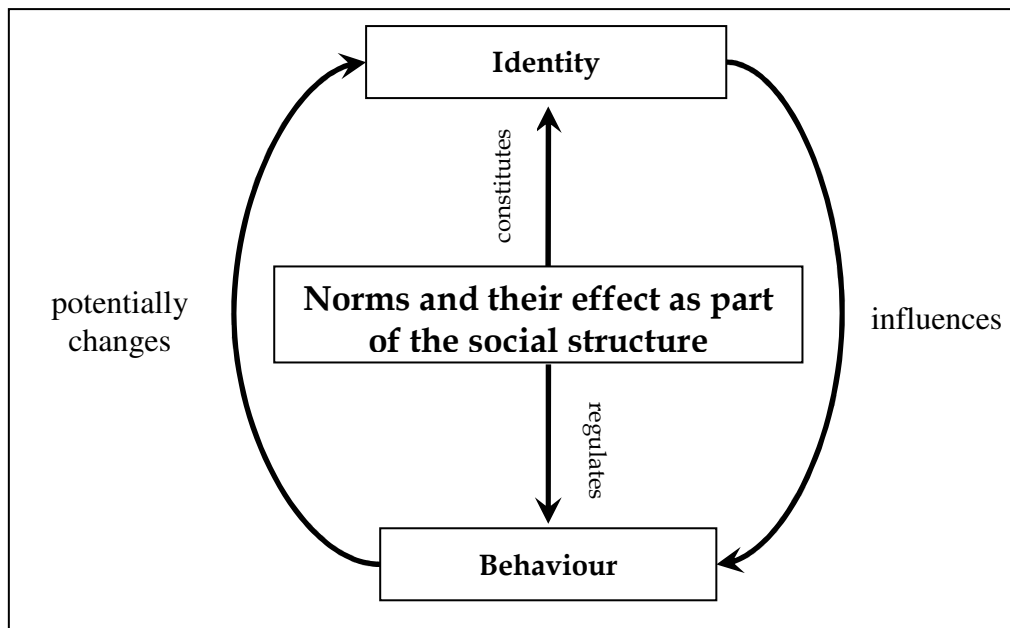 Identity
constitutes
Norms and their effect as part
of the social structure
potentially
changes
influences
regulates
Behaviour